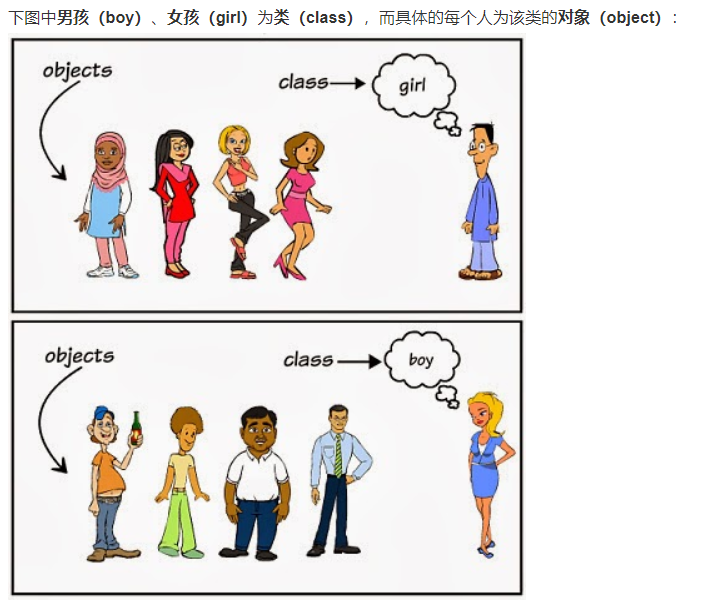 下图中男孩（boy）、女孩（girl）为类（class），而具体的每个人为该类的对象（object）：
objects
class
girl
objects
class
boy